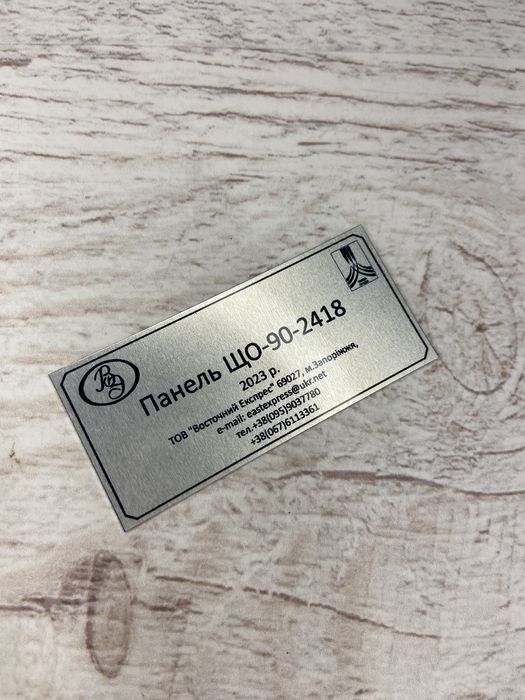 Панель ЩО-90-2418
2023 р.
ТОВ "Восточний Експрес" 69027, м.Запоріжжя,
e-mail: eastexpress@ukr.net
тел.+38(095)9037780
+38(067)6113361